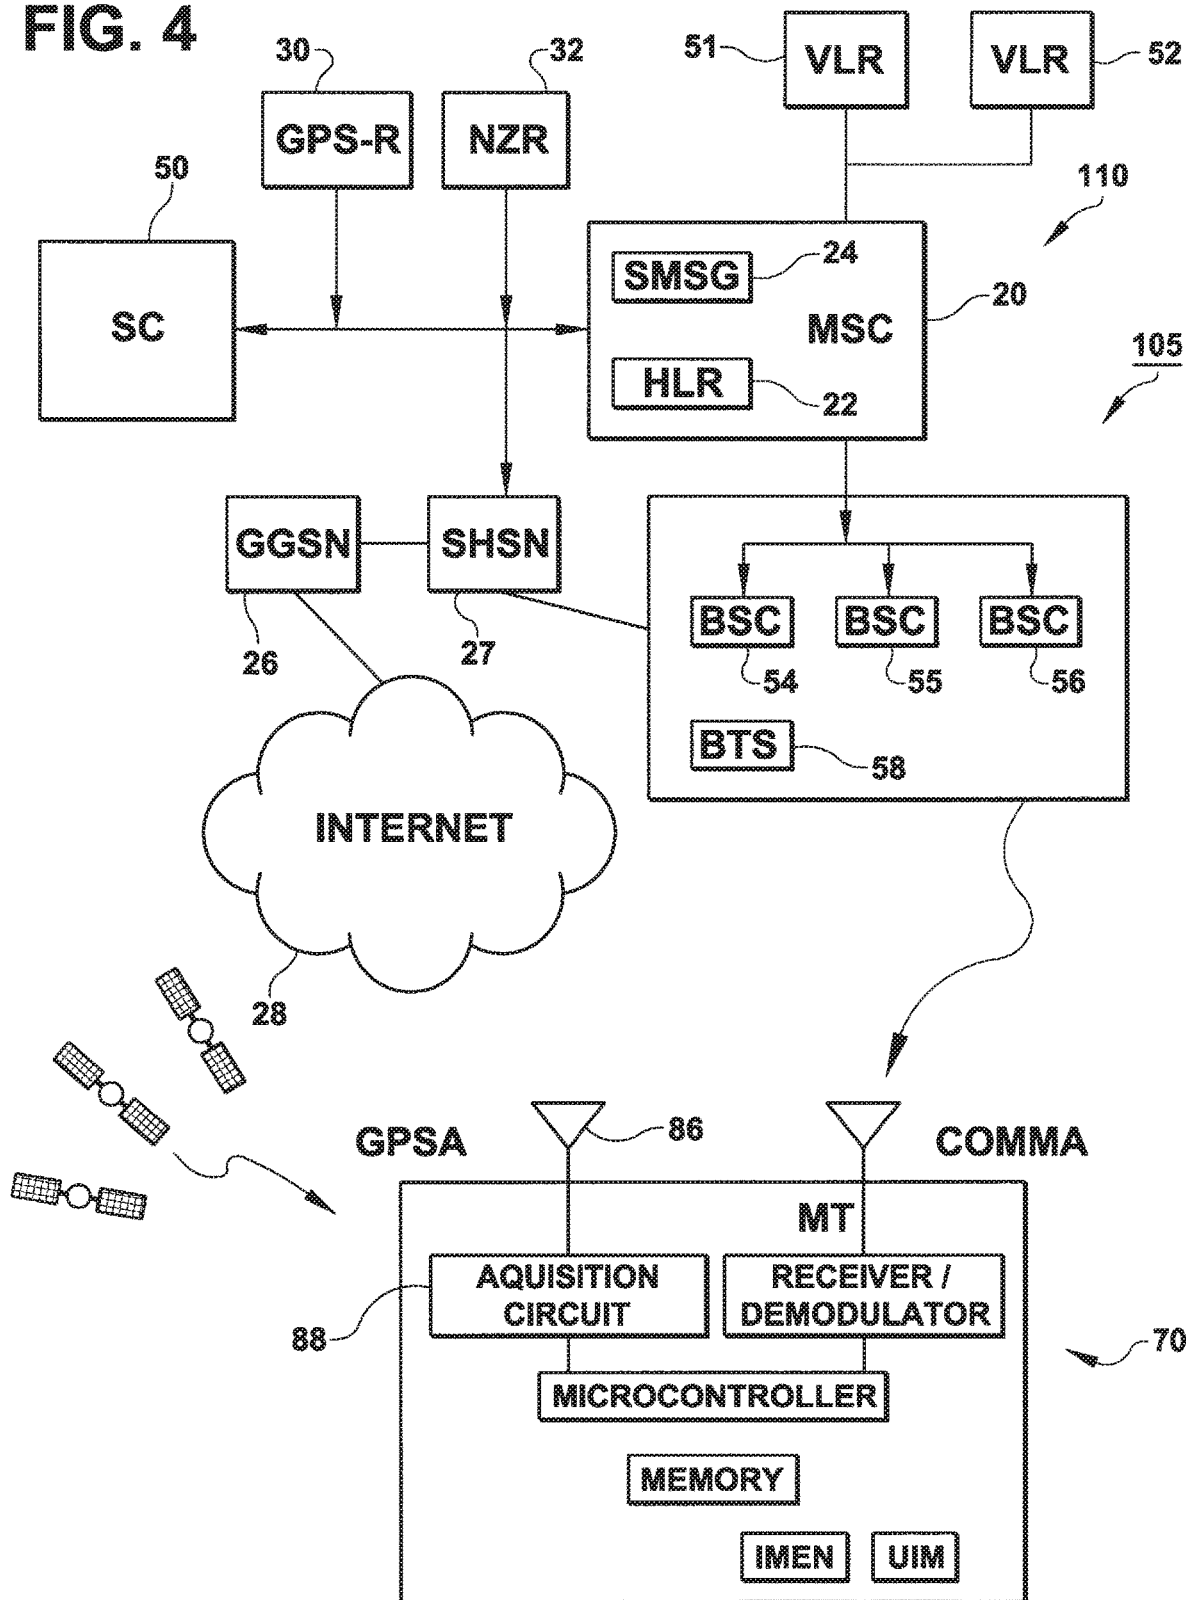 FIG. 4
30
32
51
VLR
VLR
52
GPS-R
NZR
50
110
SC
SMSG
24
MSC
20
HLR
22
105
GGSN
SHSN
26
27
BSC
BSC
BSC
54
55
56
BTS
58
INTERNET
28
GPSA
86
COMMA
MT
AQUISITION
CIRCUIT
88
RECEIVER /
DEMODULATOR
70
MICROCONTROLLER
MEMORY
IMEN
UIM